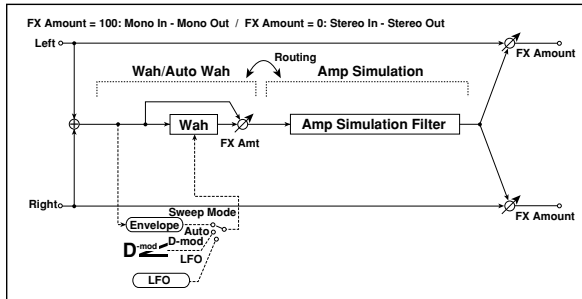 FX Amount = 100: Mono In - Mono Out / FX Amount = 0: Stereo In - Stereo Out
Left
FX Amount
Wah/Auto Wah
Routing
Amp Simulation
Wah
FX Amt
Amp Simulation Filter
Right
FX Amount
Sweep Mode
Envelope
Auto
D-mod
D-mod
LFO
LFO